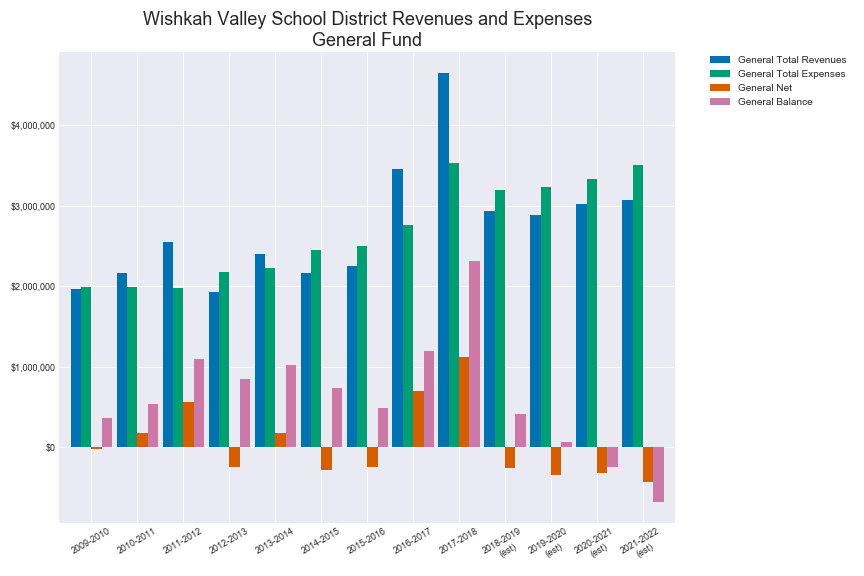 Wishkah Valley School District Revenues and Expenses
General Fund
General Total Revenues
General Total Expenses
General Net
General Balance
$4,000,000
$3,000,000
$2,000,000
$1,000,000
$0
2009-2010
2010-2011
2011-2012
2012-2013
2013-2014
2014-2015
2015-2016
2016-2017
2017-2018
2018-2019
(est)
2019-2020
(est)
2020-2021
(est)
2021-2022
(est)